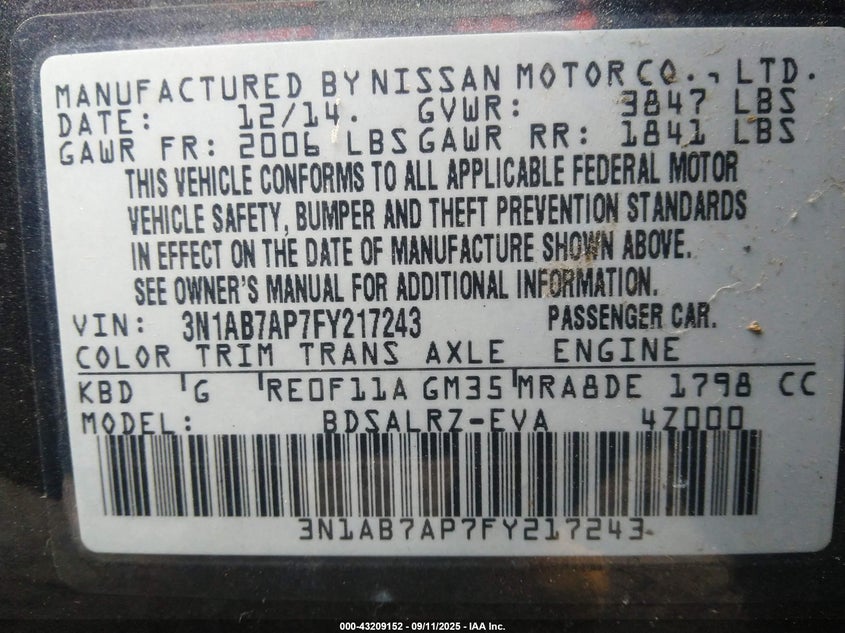 MANUFACTURED BY NISSAN MOTOR CO., LTD.
DATE: 12/14. GVWR: 3847 LBS
GAWR FR: 2006 LBS GAWR RR: 1841 LBS
THIS VEHICLE CONFORMS TO ALL APPLICABLE FEDERAL MOTOR
VEHICLE SAFETY, BUMPER AND THEFT PREVENTION STANDARDS
IN EFFECT ON THE DATE OF MANUFACTURE SHOWN ABOVE.
SEE OWNER'S MANUAL FOR ADDITIONAL INFORMATION.
VIN: 3N1AB7AP7FY217243 PASSENGER CAR.
COLOR TRIM TRANS AXLE ENGINE
KBD G RE0F11A GM35 MRA8DE 1798 CC
MODEL: BDSALRZ-EVA 4Z000
3N1AB7AP7FY217243
000-43209152 - 09/11/2025 - IAA Inc.